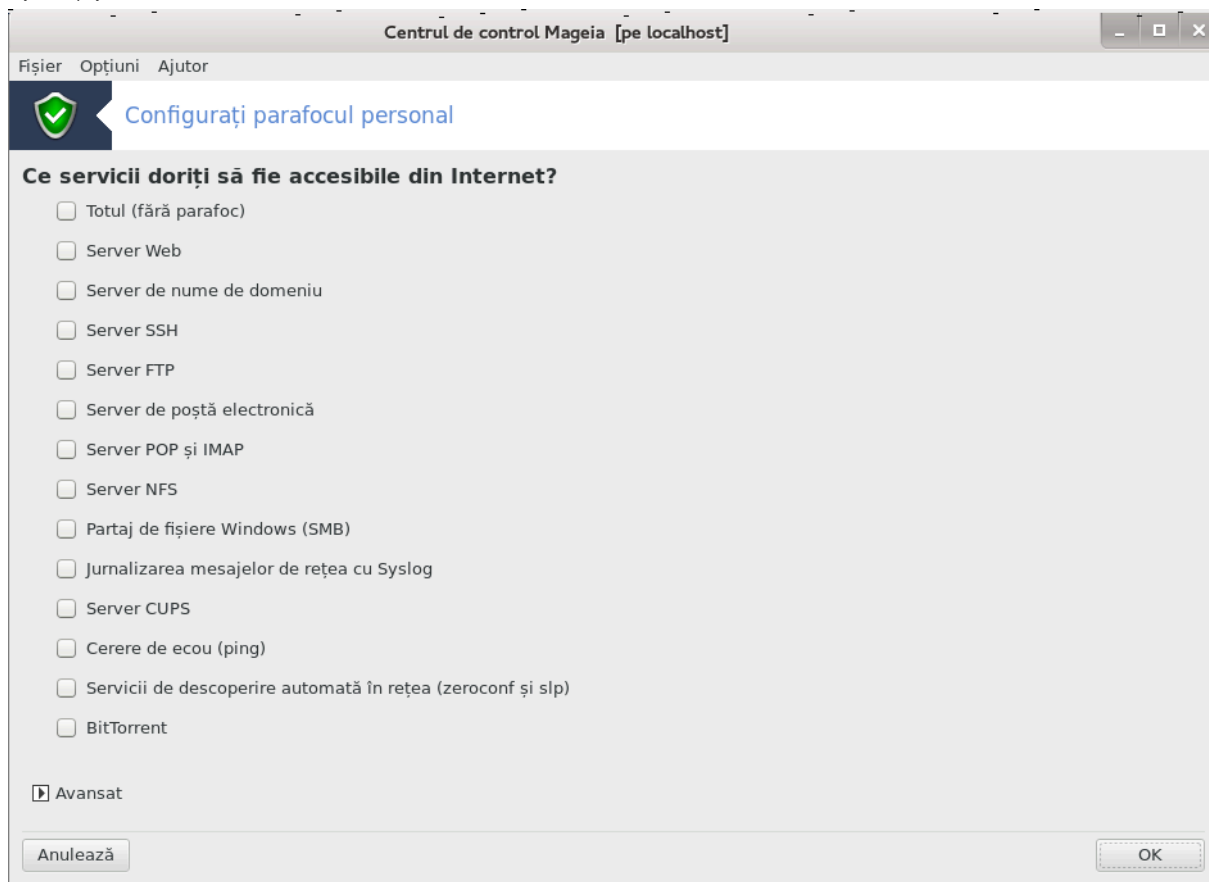 Centrul de control Mageia [pe localhost]
Fișier Opțiuni Ajutor
Configurați parafocul personal
Ce servicii doriți să fie accesibile din Internet?
Totul (fără parafoc)
Server Web
Server de nume de domeniu
Server SSH
Server FTP
Server de poștă electronică
Server POP și IMAP
Server NFS
Partaj de fișiere Windows (SMB)
Jurnalizarea mesajelor de rețea cu Syslog
Server CUPS
Cerere de ecou (ping)
Servicii de descoperire automată în rețea (zeroconf și slp)
BitTorrent
Avansat
Anulează OK